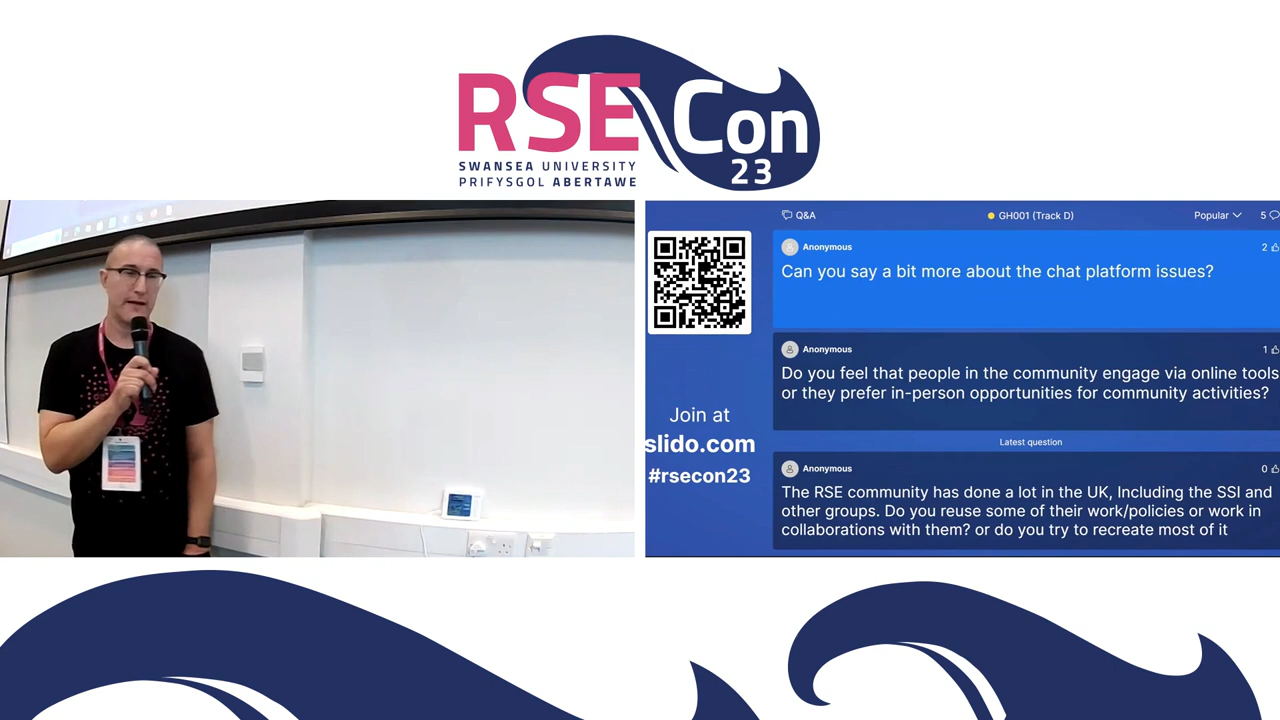 RSE Con
23
SWANSEA UNIVERSITY
PRIFYSGOL ABERTAWE
Q&A
GH001 (Track D)
Popular
5
Anonymous
2
Can you say a bit more about the chat platform issues?
Anonymous
1
Do you feel that people in the community engage via online tools
or they prefer in-person opportunities for community activities?
Join at
slido.com
#rsecon23
Latest question
Anonymous
0
The RSE community has done a lot in the UK, Including the SSI and
other groups. Do you reuse some of their work/policies or work in
collaborations with them? or do you try to recreate most of it